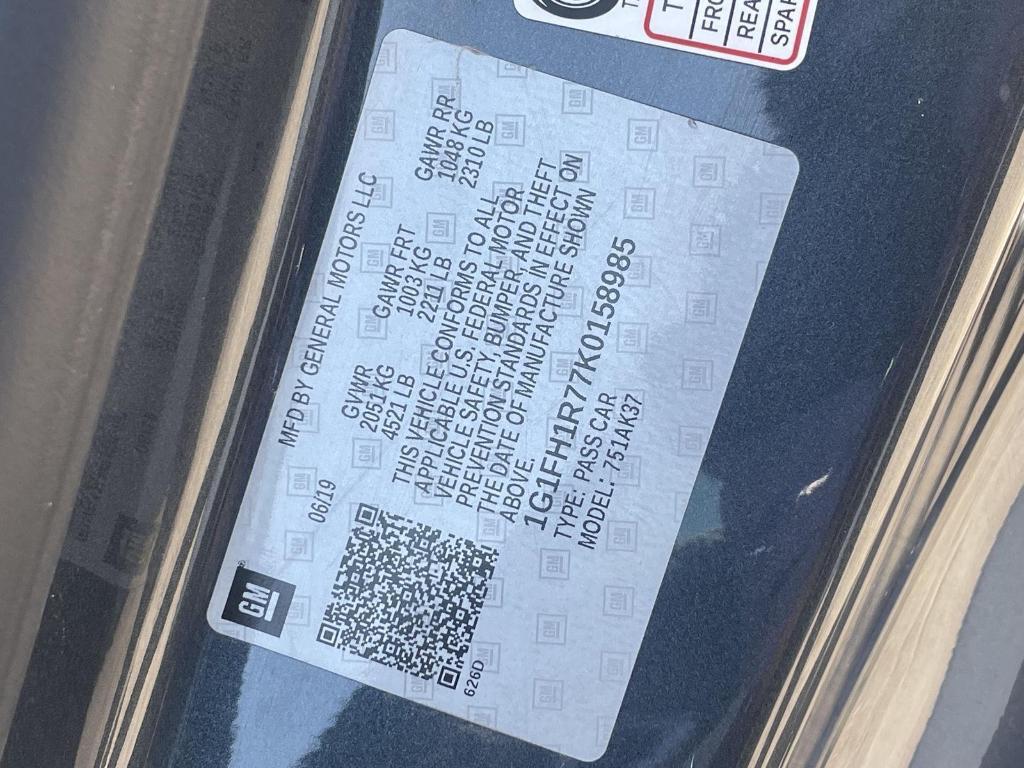 GM
MFD BY GENERAL MOTORS LLC
06/19
GVWR GAWR FRT GAWR RR
2051KG 1003 KG 1048 KG
4521 LB 2211 LB 2310 LB
THIS VEHICLE CONFORMS TO ALL
APPLICABLE U.S. FEDERAL MOTOR
VEHICLE SAFETY, BUMPER, AND THEFT
PREVENTION STANDARDS IN EFFECT ON
THE DATE OF MANUFACTURE SHOWN
ABOVE.
1G1FH1R77K0158985
TYPE: PASS CAR
MODEL: 751AK37
626D